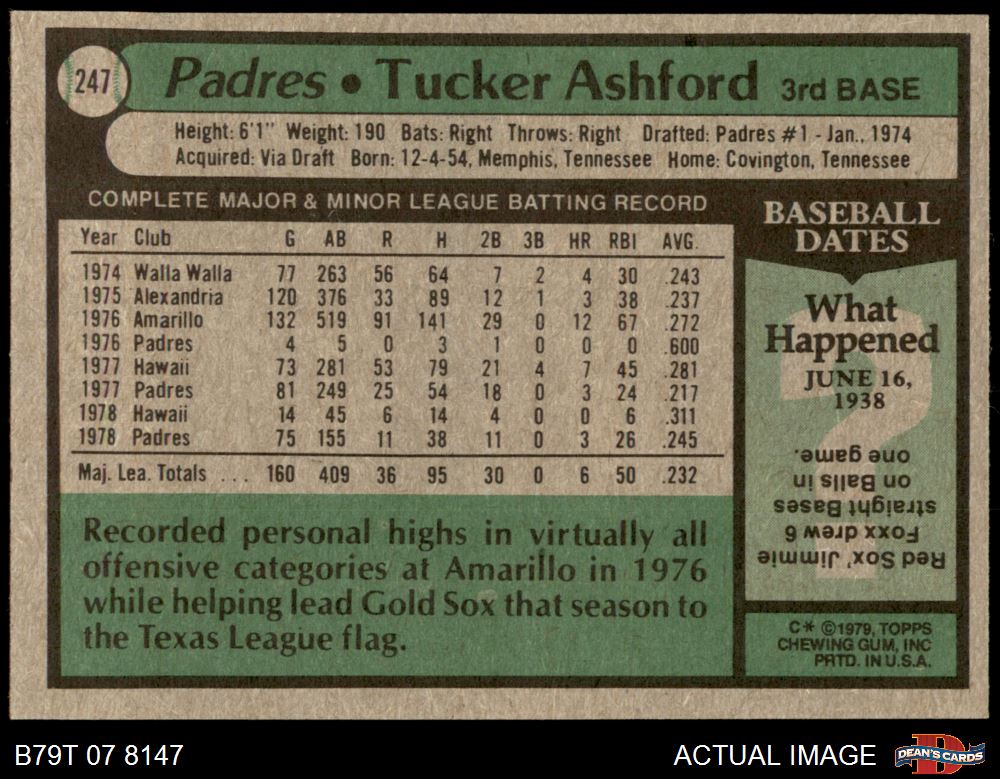 247 Padres • Tucker Ashford 3rd BASE
Height: 6'1" Weight: 190 Bats: Right Throws: Right Drafted: Padres #1 - Jan., 1974
Acquired: Via Draft Born: 12-4-54, Memphis, Tennessee Home: Covington, Tennessee
COMPLETE MAJOR & MINOR LEAGUE BATTING RECORD
Year Club G AB R H 2B 3B HR RBI AVG.
1974 Walla Walla 77 263 56 64 7 2 4 30 .243
1975 Alexandria 120 376 33 89 12 1 3 38 .237
1976 Amarillo 132 519 91 141 29 0 12 67 .272
1976 Padres 4 5 0 3 1 0 0 0 .600
1977 Hawaii 73 281 53 79 21 4 7 45 .281
1977 Padres 81 249 25 54 18 0 3 24 .217
1978 Hawaii 14 45 6 14 4 0 0 6 .311
1978 Padres 75 155 11 38 11 0 3 26 .245
Maj. Lea. Totals ... 160 409 36 95 30 0 6 50 .232
Recorded personal highs in virtually all
offensive categories at Amarillo in 1976
while helping lead Gold Sox that season to
the Texas League flag.
BASEBALL
DATES
What
Happened
JUNE 16,
1938
Red Sox' Jimmie
Foxx drew 6
straight Bases
on Balls in
one game.
C* ©1979, TOPPS
CHEWING GUM, INC
PRTD. IN U.S.A.
B79T 07 8147
ACTUAL IMAGE
DEAN'S CARDS